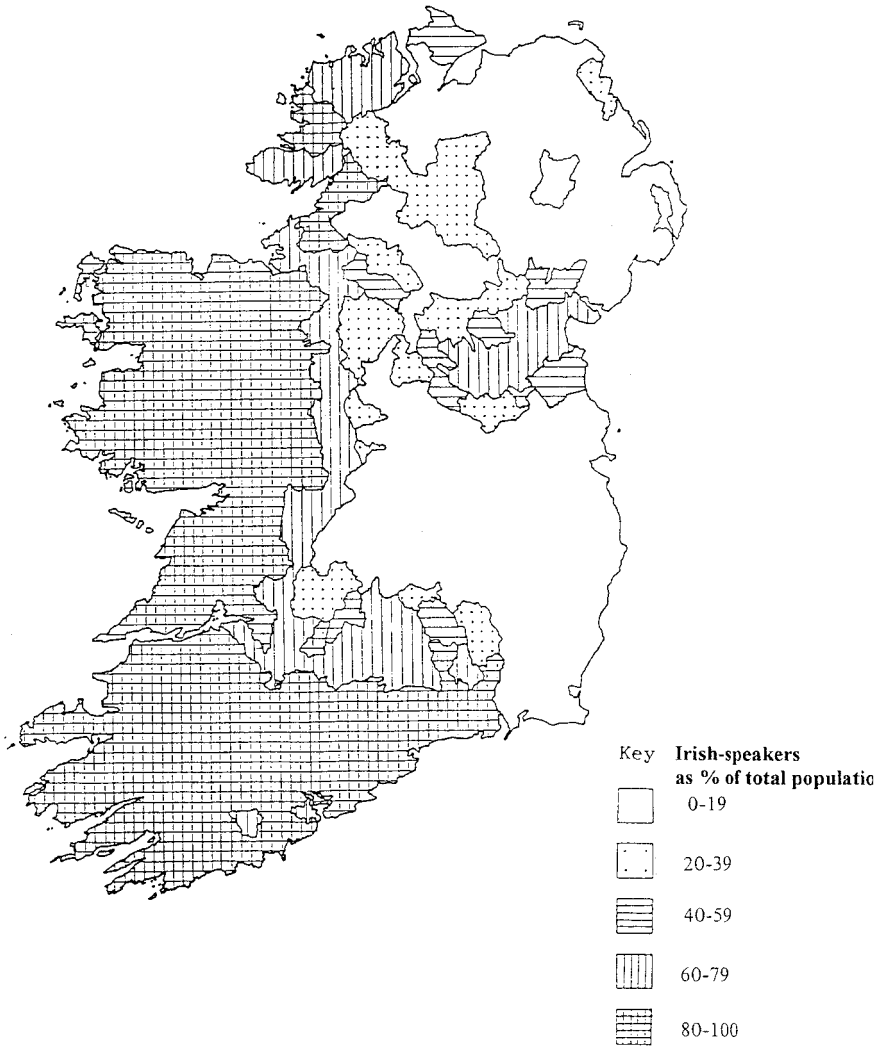 Key Irish-speakers
as % of total populatio
0-19
20-39
40-59
60-79
80-100